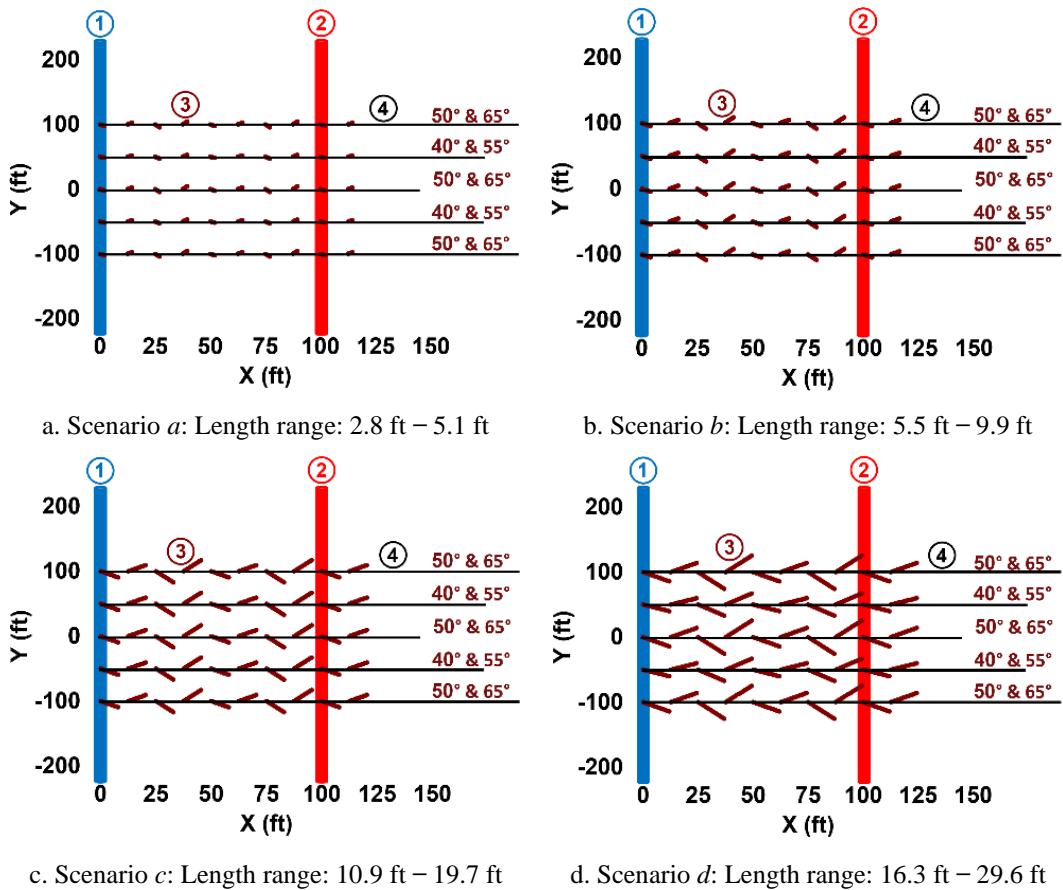 1
2
200
3
4
50° & 65°
100
40° & 55°
Y (ft)
0
50° & 65°
40° & 55°
-100
50° & 65°
-200
0 25 50 75 100 125 150
X (ft)
a. Scenario a: Length range: 2.8 ft – 5.1 ft
1
2
200
3
4
50° & 65°
100
40° & 55°
Y (ft)
0
50° & 65°
40° & 55°
-100
50° & 65°
-200
0 25 50 75 100 125 150
X (ft)
b. Scenario b: Length range: 5.5 ft – 9.9 ft
1
2
200
3
4
50° & 65°
100
40° & 55°
Y (ft)
0
50° & 65°
40° & 55°
-100
50° & 65°
-200
0 25 50 75 100 125 150
X (ft)
c. Scenario c: Length range: 10.9 ft – 19.7 ft
1
2
200
3
4
50° & 65°
100
40° & 55°
Y (ft)
0
50° & 65°
40° & 55°
-100
50° & 65°
-200
0 25 50 75 100 125 150
X (ft)
d. Scenario d: Length range: 16.3 ft – 29.6 ft